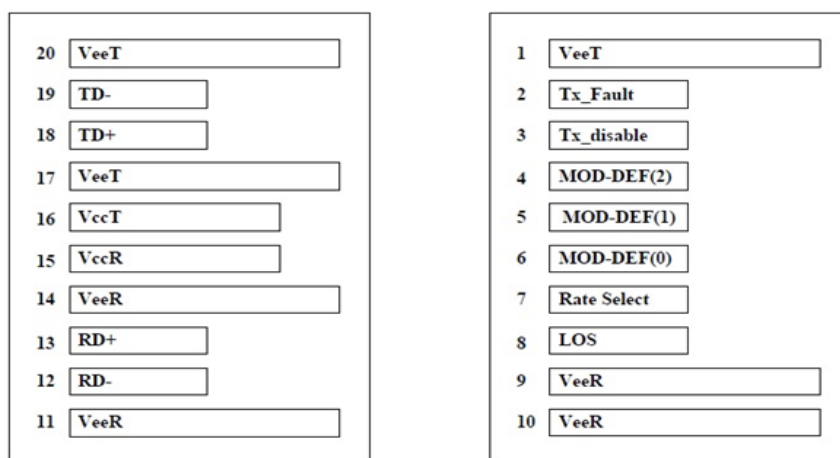 20 VeeT
19 TD-
18 TD+
17 VeeT
16 VccT
15 VccR
14 VeeR
13 RD+
12 RD-
11 VeeR
1 VeeT
2 Tx_Fault
3 Tx_disable
4 MOD-DEF(2)
5 MOD-DEF(1)
6 MOD-DEF(0)
7 Rate Select
8 LOS
9 VeeR
10 VeeR